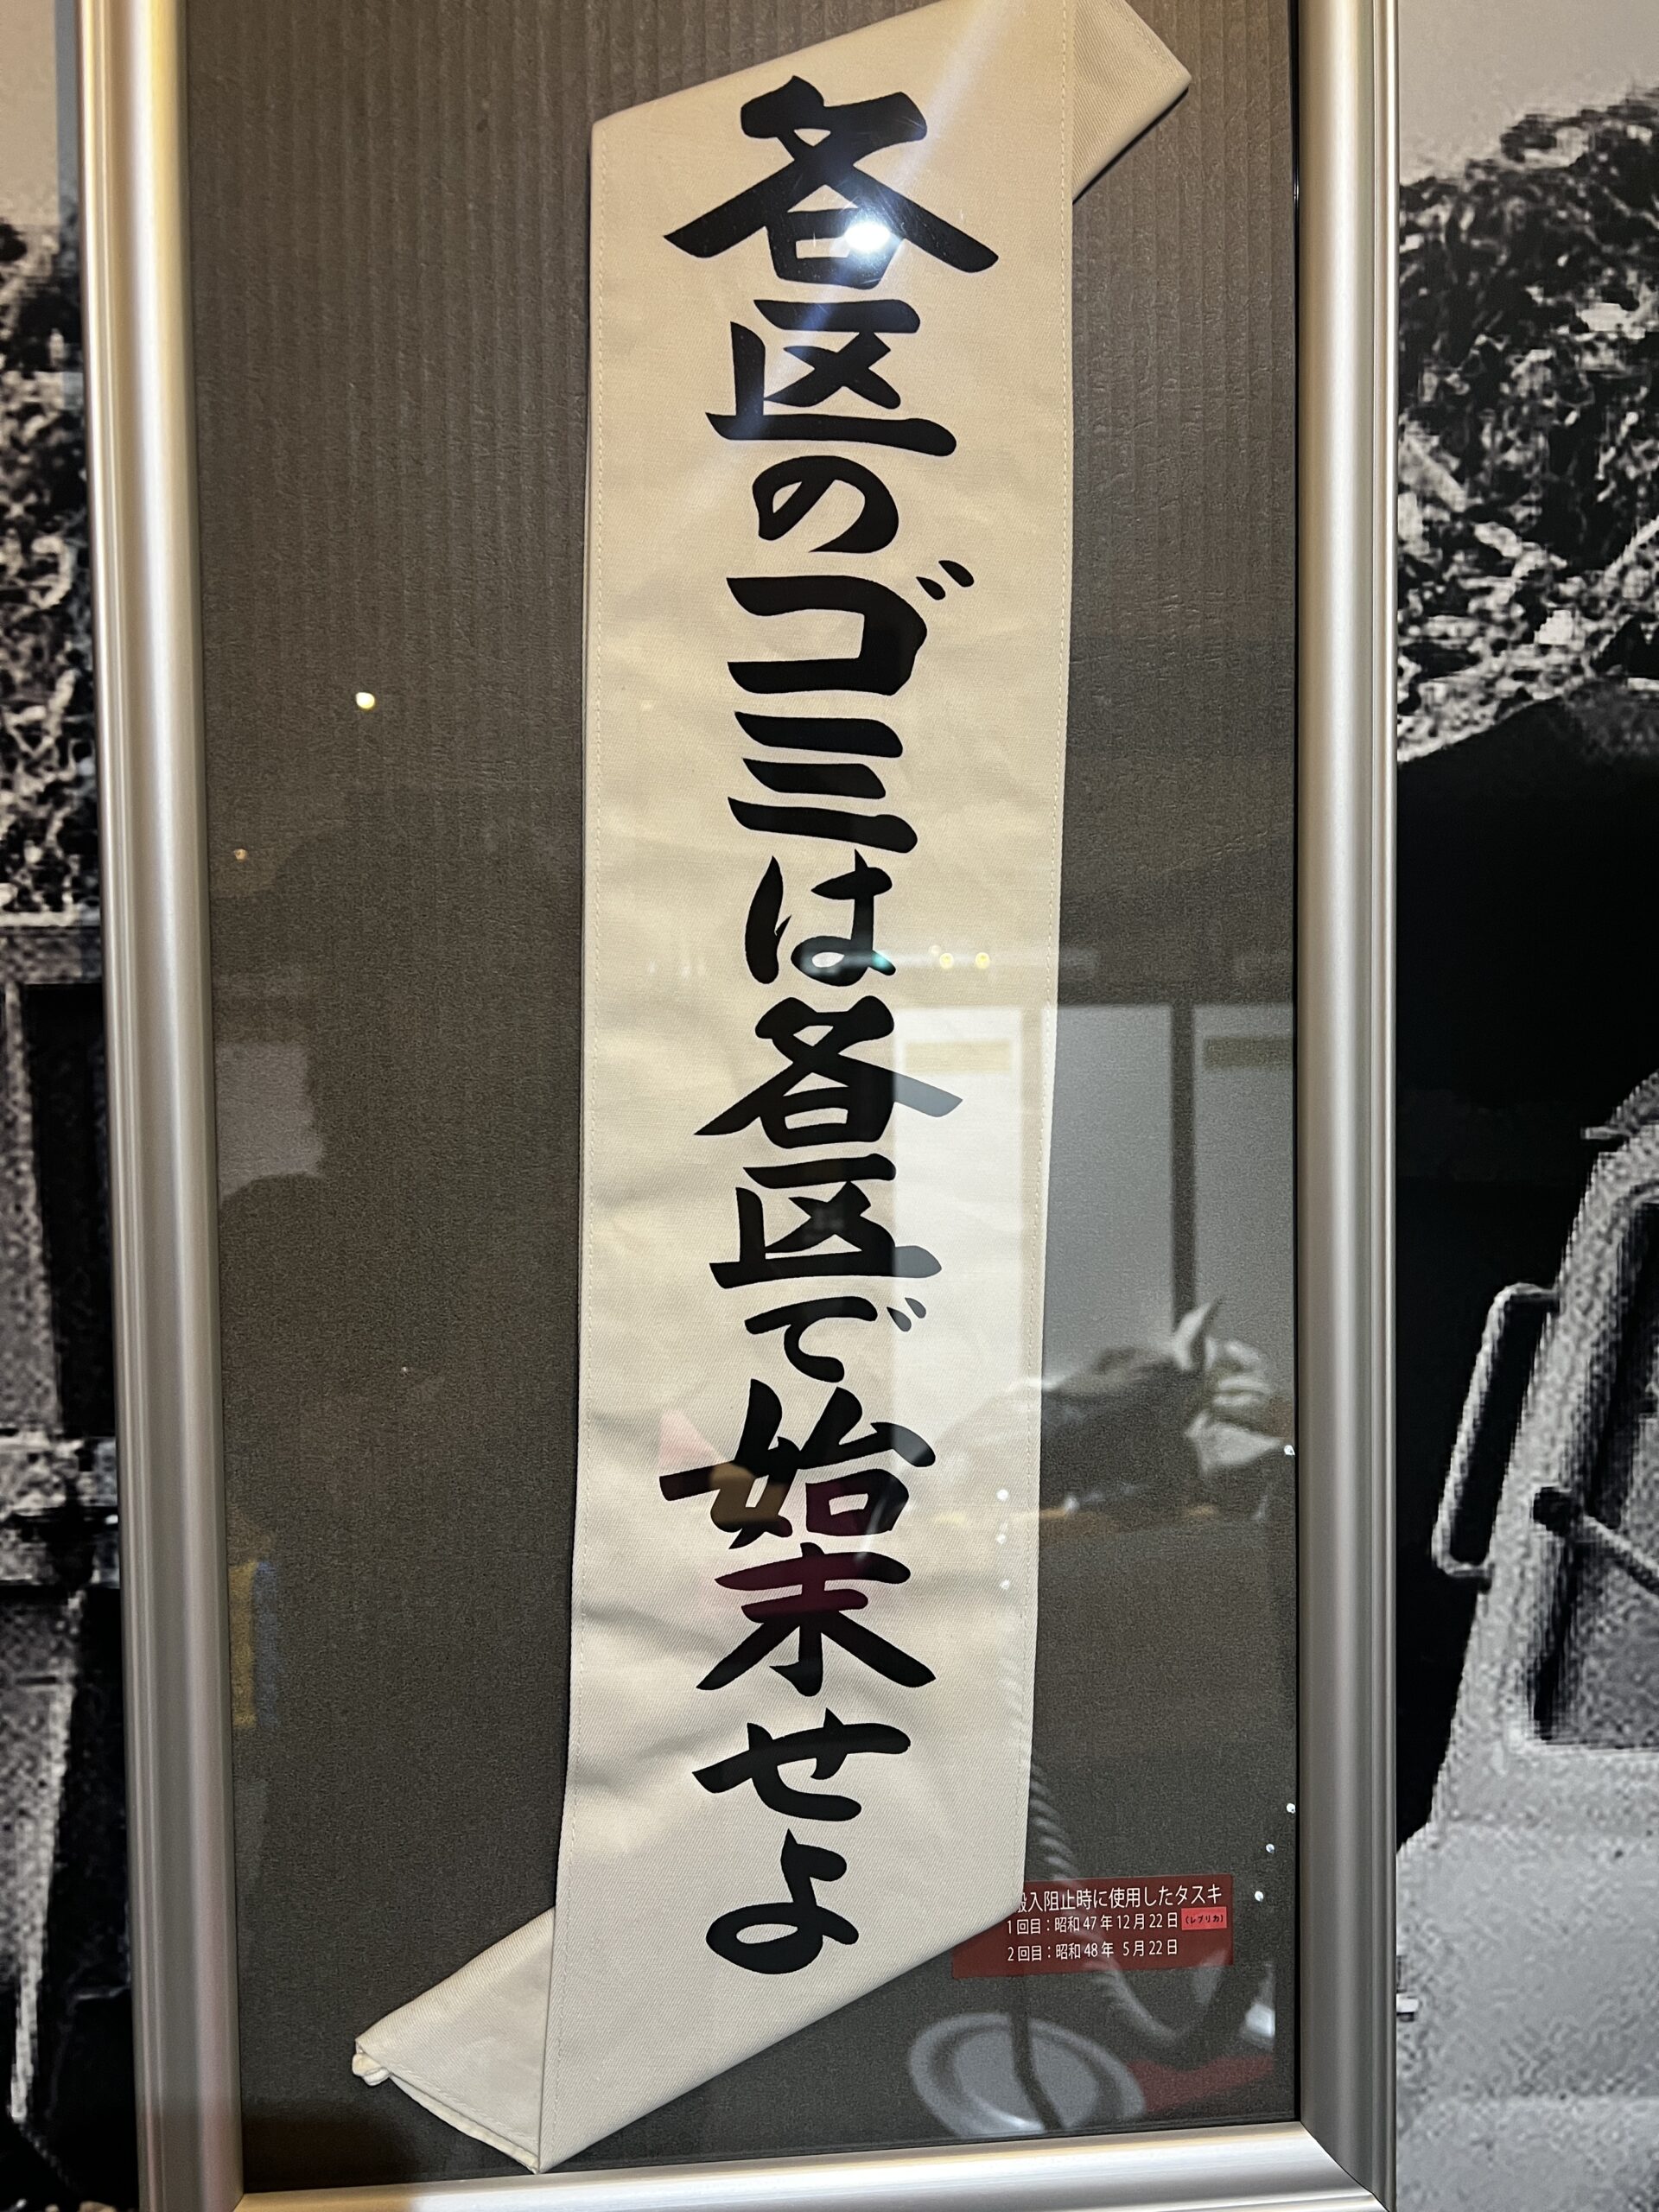 各区のゴミは各区で始末せよ
搬入阻止時に使用したタスキ
1回目：昭和47年12月22日（レプリカ）
2回目：昭和48年 5月22日